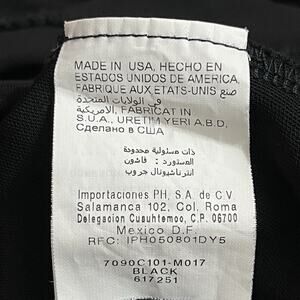 MADE IN USA, HECHO EN
ESTADOS UNIDOS DE AMERICA,
FABRIQUE AUX ETATS-UNIS صنع
في الولايات المتحدة
الأمريكية, FABRICAT IN
S.U.A., URETIM YERI A.B.D.
Сделано в США
ذات مسئولية محدودة
المستورد : فاشون
انترناشيونال جروب
Importaciones PH, S.A. de C.V.
Salamanca 102, Col. Roma
Delegacion Cuauhtemoc, C.P. 06700
Mexico D.F.
RFC: IPH050801DY5
7090C101-M017
BLACK
617251